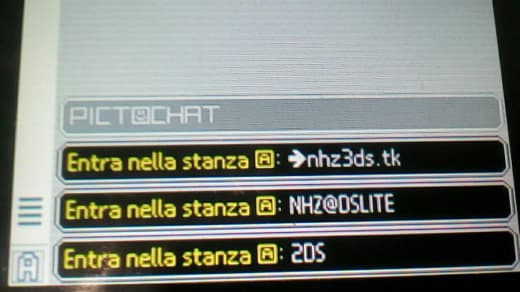 PICTOCHAT
Entra nella stanza A: →nhz3ds.tk
Entra nella stanza A: NHZ@DSLITE
Entra nella stanza A: 2DS
A